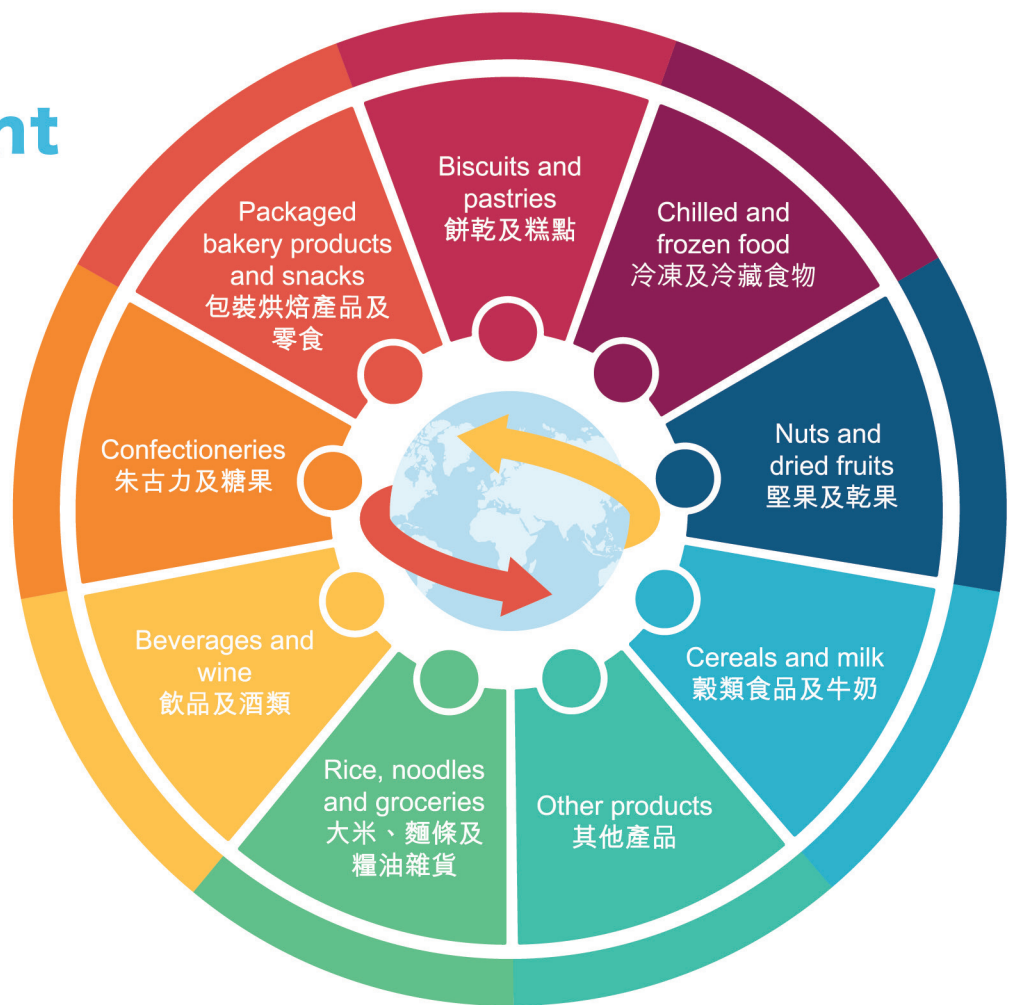 nt
Biscuits and
pastries
餅乾及糕點
Chilled and
frozen food
冷凍及冷藏食物
Nuts and
dried fruits
堅果及乾果
Cereals and milk
穀類食品及牛奶
Other products
其他產品
Rice, noodles
and groceries
大米、麵條及
糧油雜貨
Beverages and
wine
飲品及酒類
Confectioneries
朱古力及糖果
Packaged
bakery products
and snacks
包裝烘焙產品及
零食